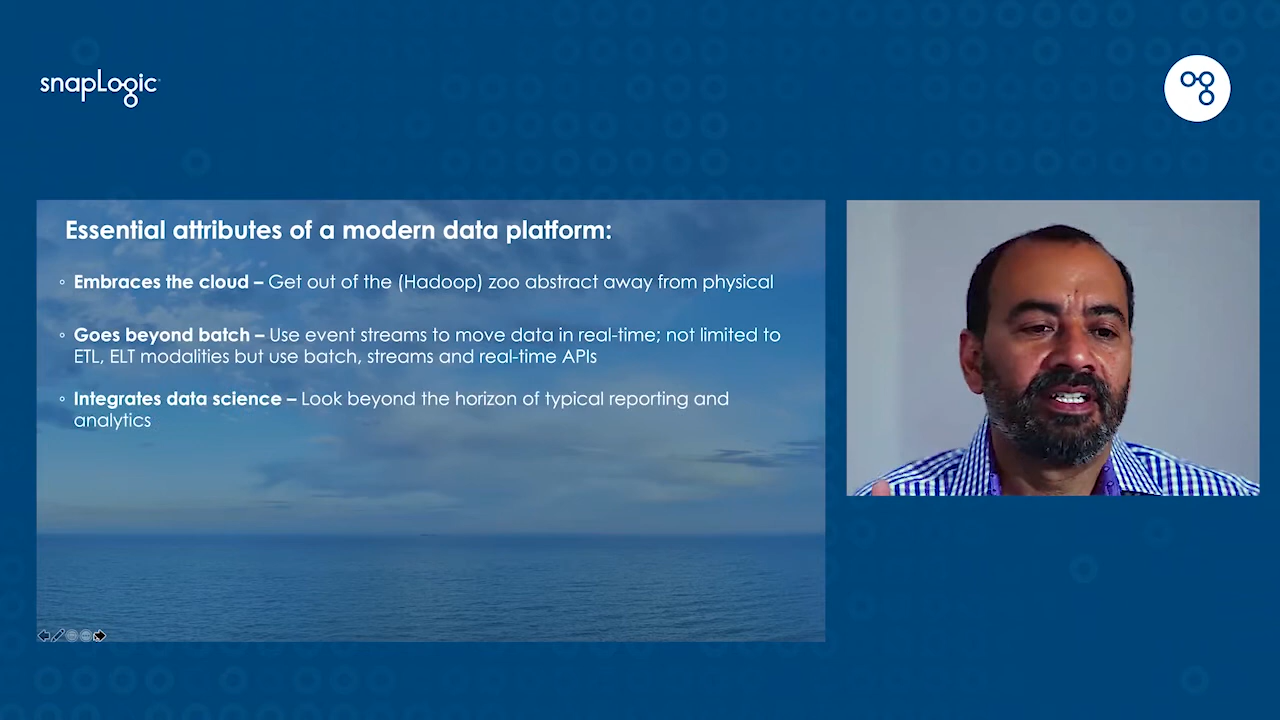 snapLogic
Essential attributes of a modern data platform:
◦ Embraces the cloud – Get out of the (Hadoop) zoo abstract away from physical
◦ Goes beyond batch – Use event streams to move data in real-time; not limited to
ETL, ELT modalities but use batch, streams and real-time APIs
◦ Integrates data science – Look beyond the horizon of typical reporting and
analytics